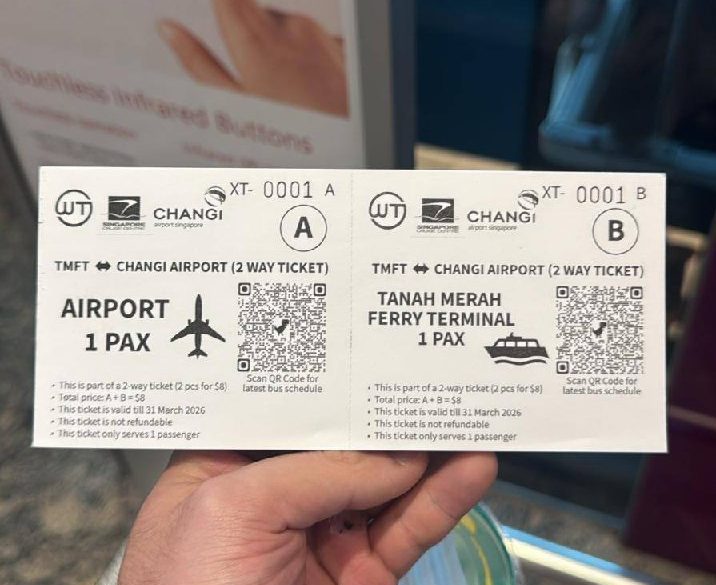 Touchless Infrared Buttons
XT- 0001 A
WT
SINGAPORE
CRUISE CENTRE
CHANGI
airport singapore
A
TMFT ↔ CHANGI AIRPORT (2 WAY TICKET)
AIRPORT
1 PAX
Scan QR Code for
latest bus schedule
• This is part of a 2-way ticket (2 pcs for $8)
• Total price: A + B = $8
• This ticket is valid till 31 March 2026
• This ticket is not refundable
• This ticket only serves 1 passenger
XT- 0001 B
WT
SINGAPORE
CRUISE CENTRE
CHANGI
airport singapore
B
TMFT ↔ CHANGI AIRPORT (2 WAY TICKET)
TANAH MERAH
FERRY TERMINAL
1 PAX
Scan QR Code for
latest bus schedule
• This is part of a 2-way ticket (2 pcs for $8)
• Total price: A + B = $8
• This ticket is valid till 31 March 2026
• This ticket is not refundable
• This ticket only serves 1 passenger